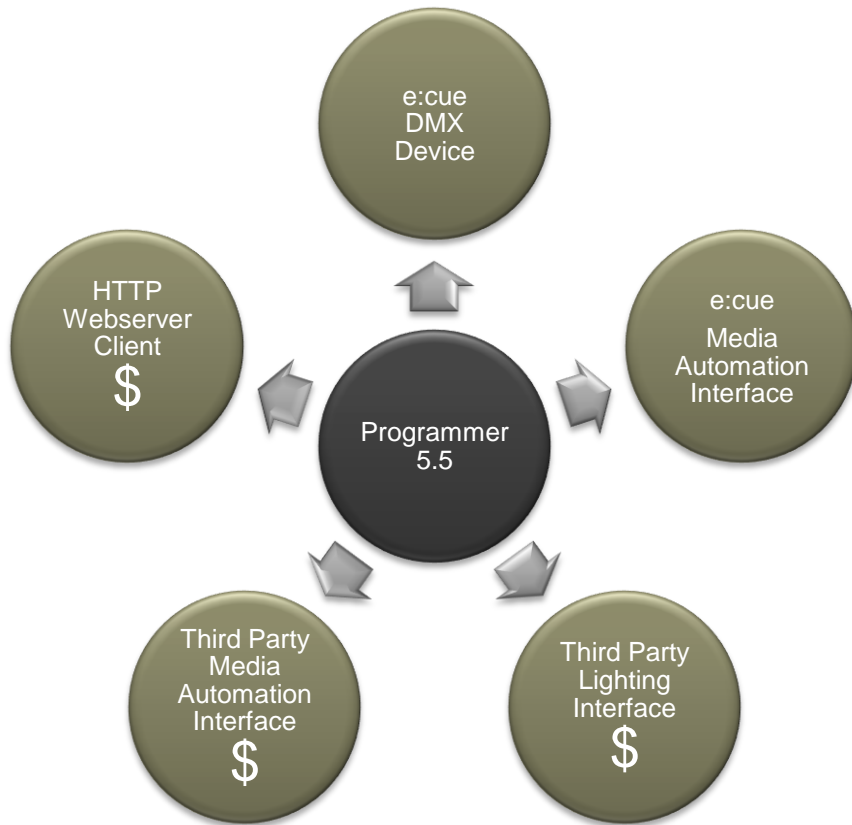 e:cue
DMX
Device
HTTP
Webserver
Client
$
e:cue
Media
Automation
Interface
Programmer
5.5
Third Party
Media
Automation
Interface
$
Third Party
Lighting
Interface
$